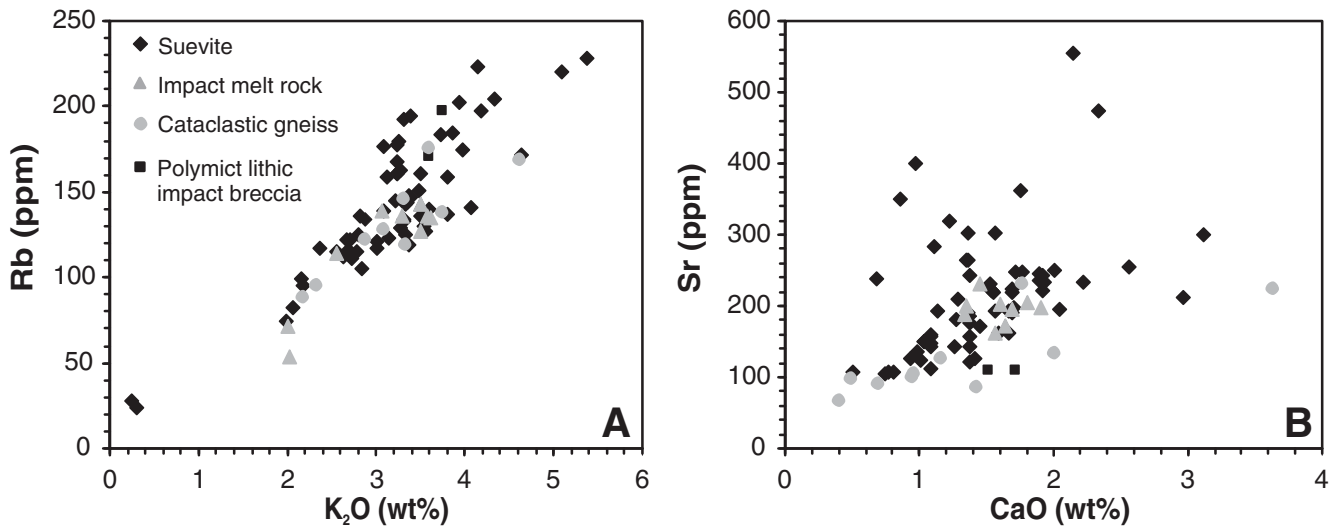 250
200
150
100
50
0
Rb (ppm)
Suevite
Impact melt rock
Cataclastic gneiss
Polymict lithic
impact breccia
A
0 1 2 3 4 5 6
K₂O (wt%)
600
500
400
300
200
100
0
Sr (ppm)
B
0 1 2 3 4
CaO (wt%)